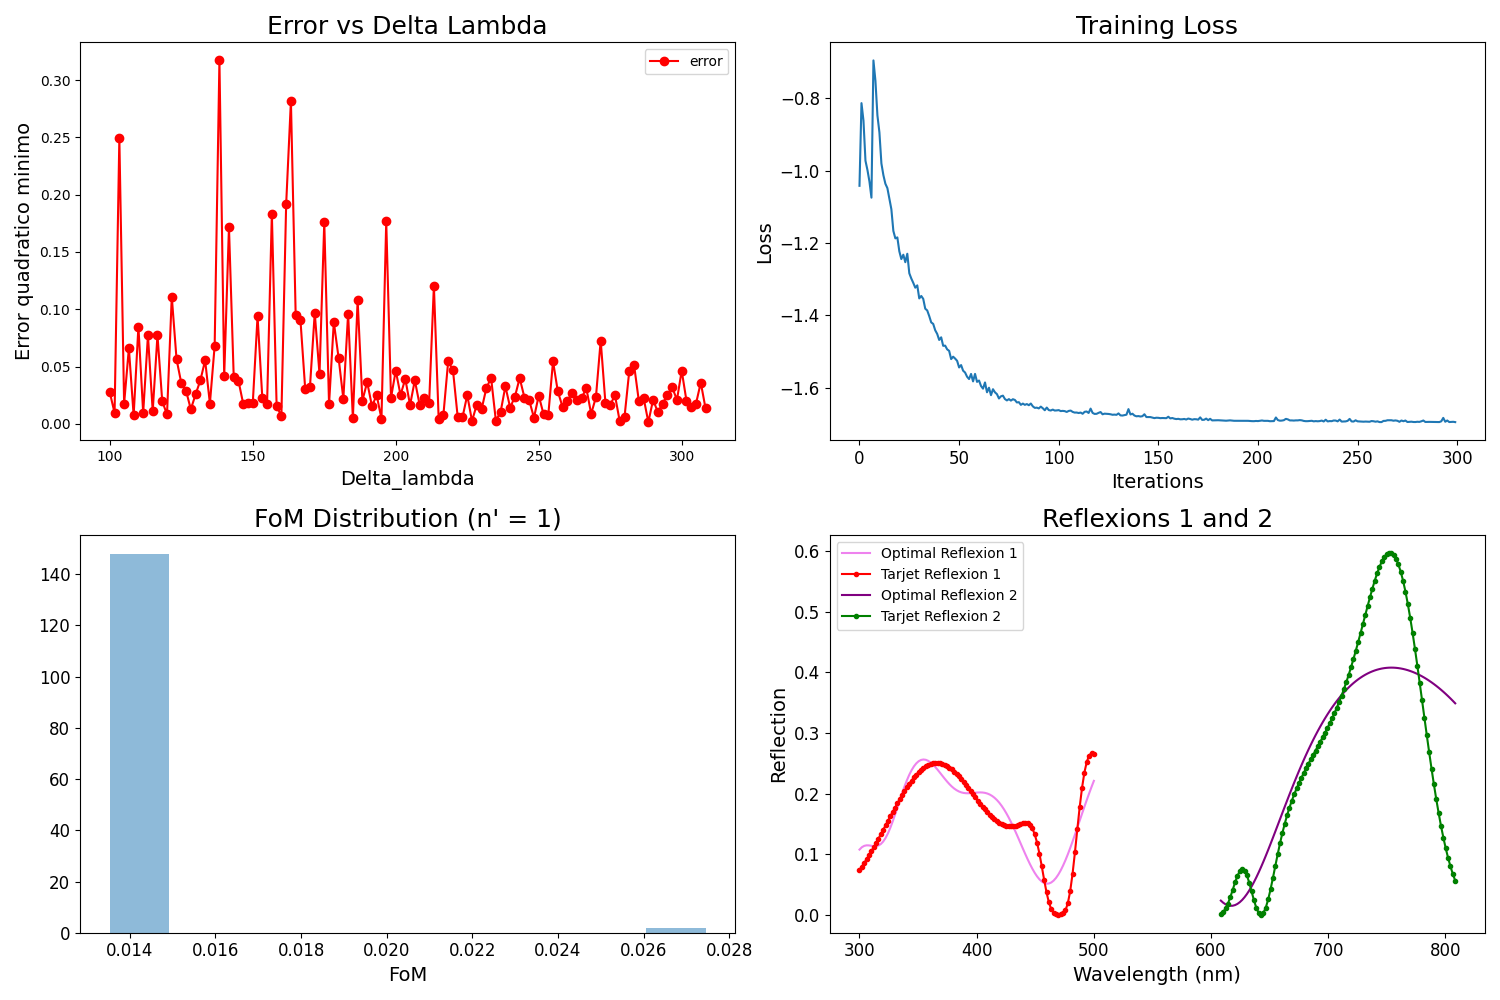 Error vs Delta Lambda
error
Error quadratico minimo
0.30
0.25
0.20
0.15
0.10
0.05
0.00
100 150 200 250 300
Delta_lambda
Training Loss
Loss
−0.8
−1.0
−1.2
−1.4
−1.6
0 50 100 150 200 250 300
Iterations
FoM Distribution (n' = 1)
140
120
100
80
60
40
20
0
0.014 0.016 0.018 0.020 0.022 0.024 0.026 0.028
FoM
Reflexions 1 and 2
Optimal Reflexion 1
Tarjet Reflexion 1
Optimal Reflexion 2
Tarjet Reflexion 2
Reflection
0.6
0.5
0.4
0.3
0.2
0.1
0.0
300 400 500 600 700 800
Wavelength (nm)